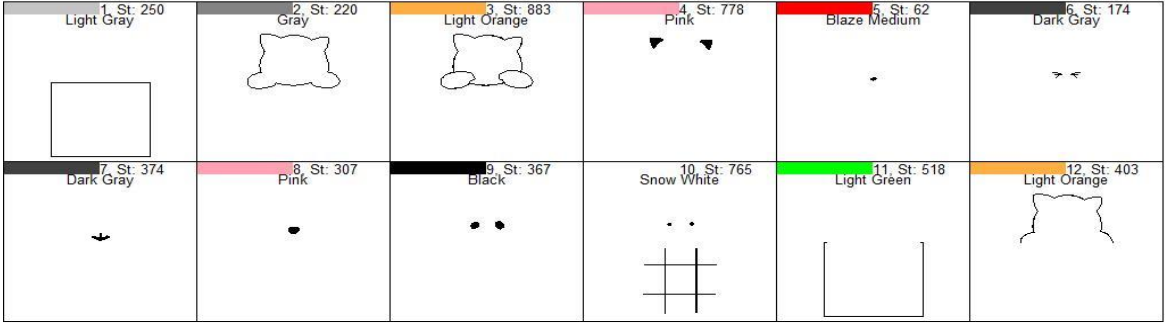 1, St: 250
Light Gray
2, St: 220
Gray
3, St: 883
Light Orange
4, St: 778
Pink
5, St: 62
Blaze Medium
6, St: 174
Dark Gray
7, St: 374
Dark Gray
8, St: 307
Pink
9, St: 367
Black
10, St: 765
Snow White
11, St: 518
Light Green
12, St: 403
Light Orange